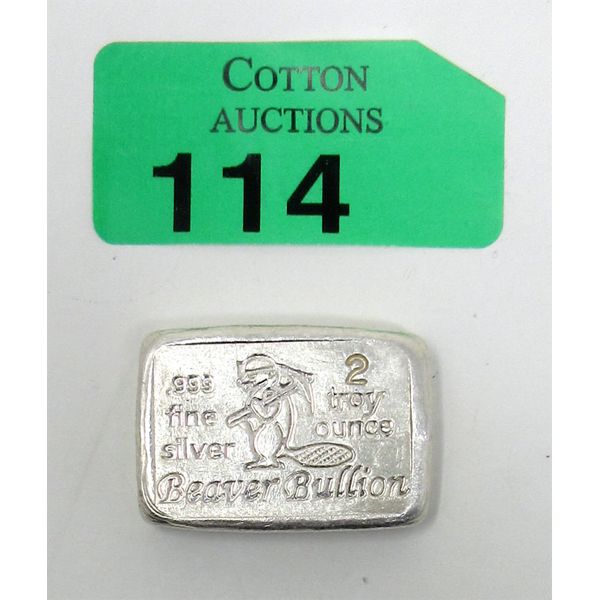 COTTON
AUCTIONS
114
.999 2
fine troy
silver ounce
Beaver Bullion